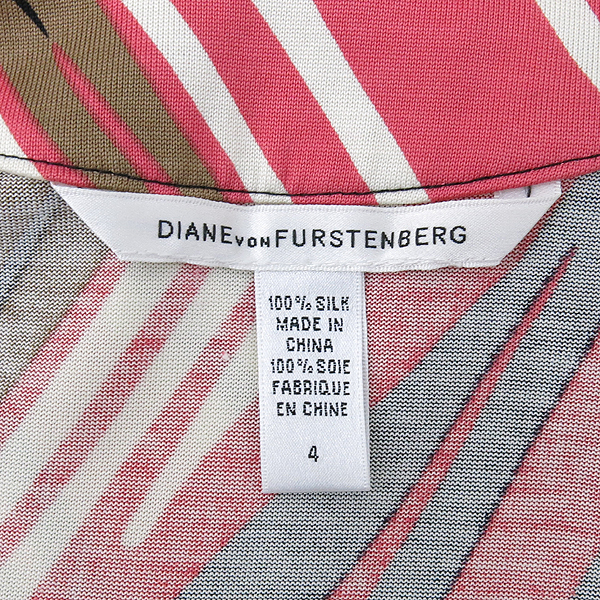 DIANE VON FURSTENBERG
100% SILK
MADE IN
CHINA
100% SOIE
FABRIQUE
EN CHINE
4